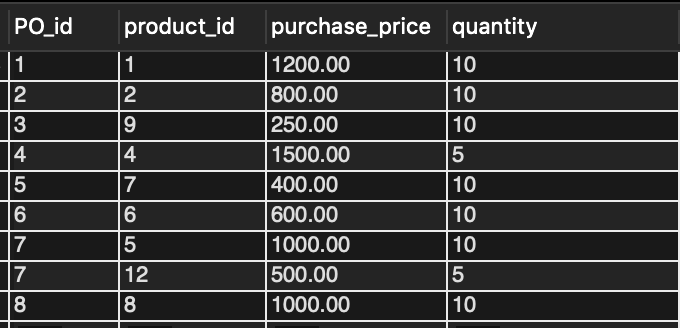 PO_id product_id purchase_price quantity
1 1 1200.00 10
2 2 800.00 10
3 9 250.00 10
4 4 1500.00 5
5 7 400.00 10
6 6 600.00 10
7 5 1000.00 10
7 12 500.00 5
8 8 1000.00 10